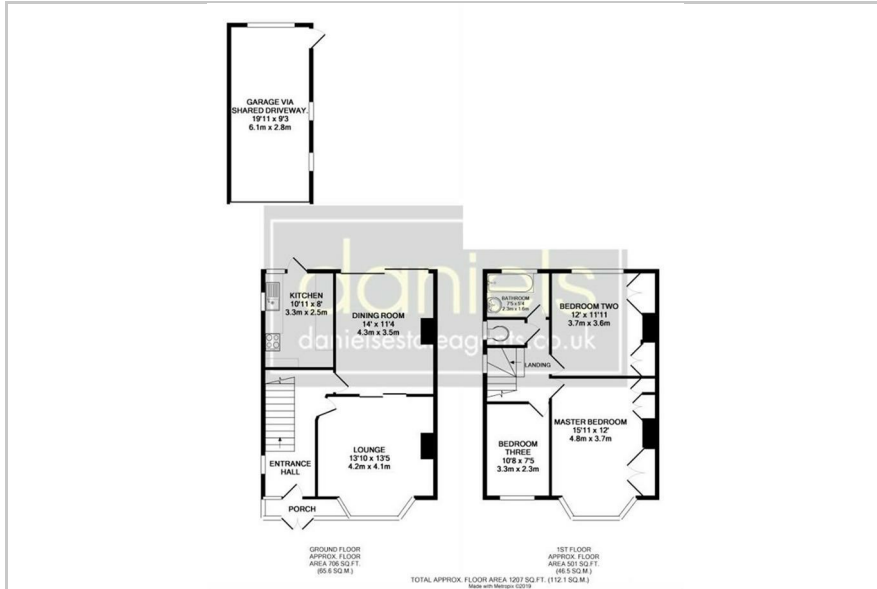 GARAGE VIA
SHARED DRIVEWAY.
19'11 x 9'3
6.1m x 2.8m
daniels
danielsestateagents.co.uk
KITCHEN
10'11 x 8'
3.3m x 2.5m
DINING ROOM
14' x 11'4
4.3m x 3.5m
LOUNGE
13'10 x 13'5
4.2m x 4.1m
ENTRANCE
HALL
PORCH
BATHROOM
2.3m x 1.6m
BEDROOM TWO
12' x 11'11
3.7m x 3.6m
LANDING
MASTER BEDROOM
15'11 x 12'
4.8m x 3.7m
BEDROOM
THREE
10'8 x 7'5
3.3m x 2.3m
GROUND FLOOR
APPROX. FLOOR
AREA 706 SQ.FT.
(65.6 SQ.M.)
1ST FLOOR
APPROX. FLOOR
AREA 501 SQ.FT.
(46.5 SQ.M.)
TOTAL APPROX. FLOOR AREA 1207 SQ.FT. (112.1 SQ.M.)
Made with Metropix ©2019